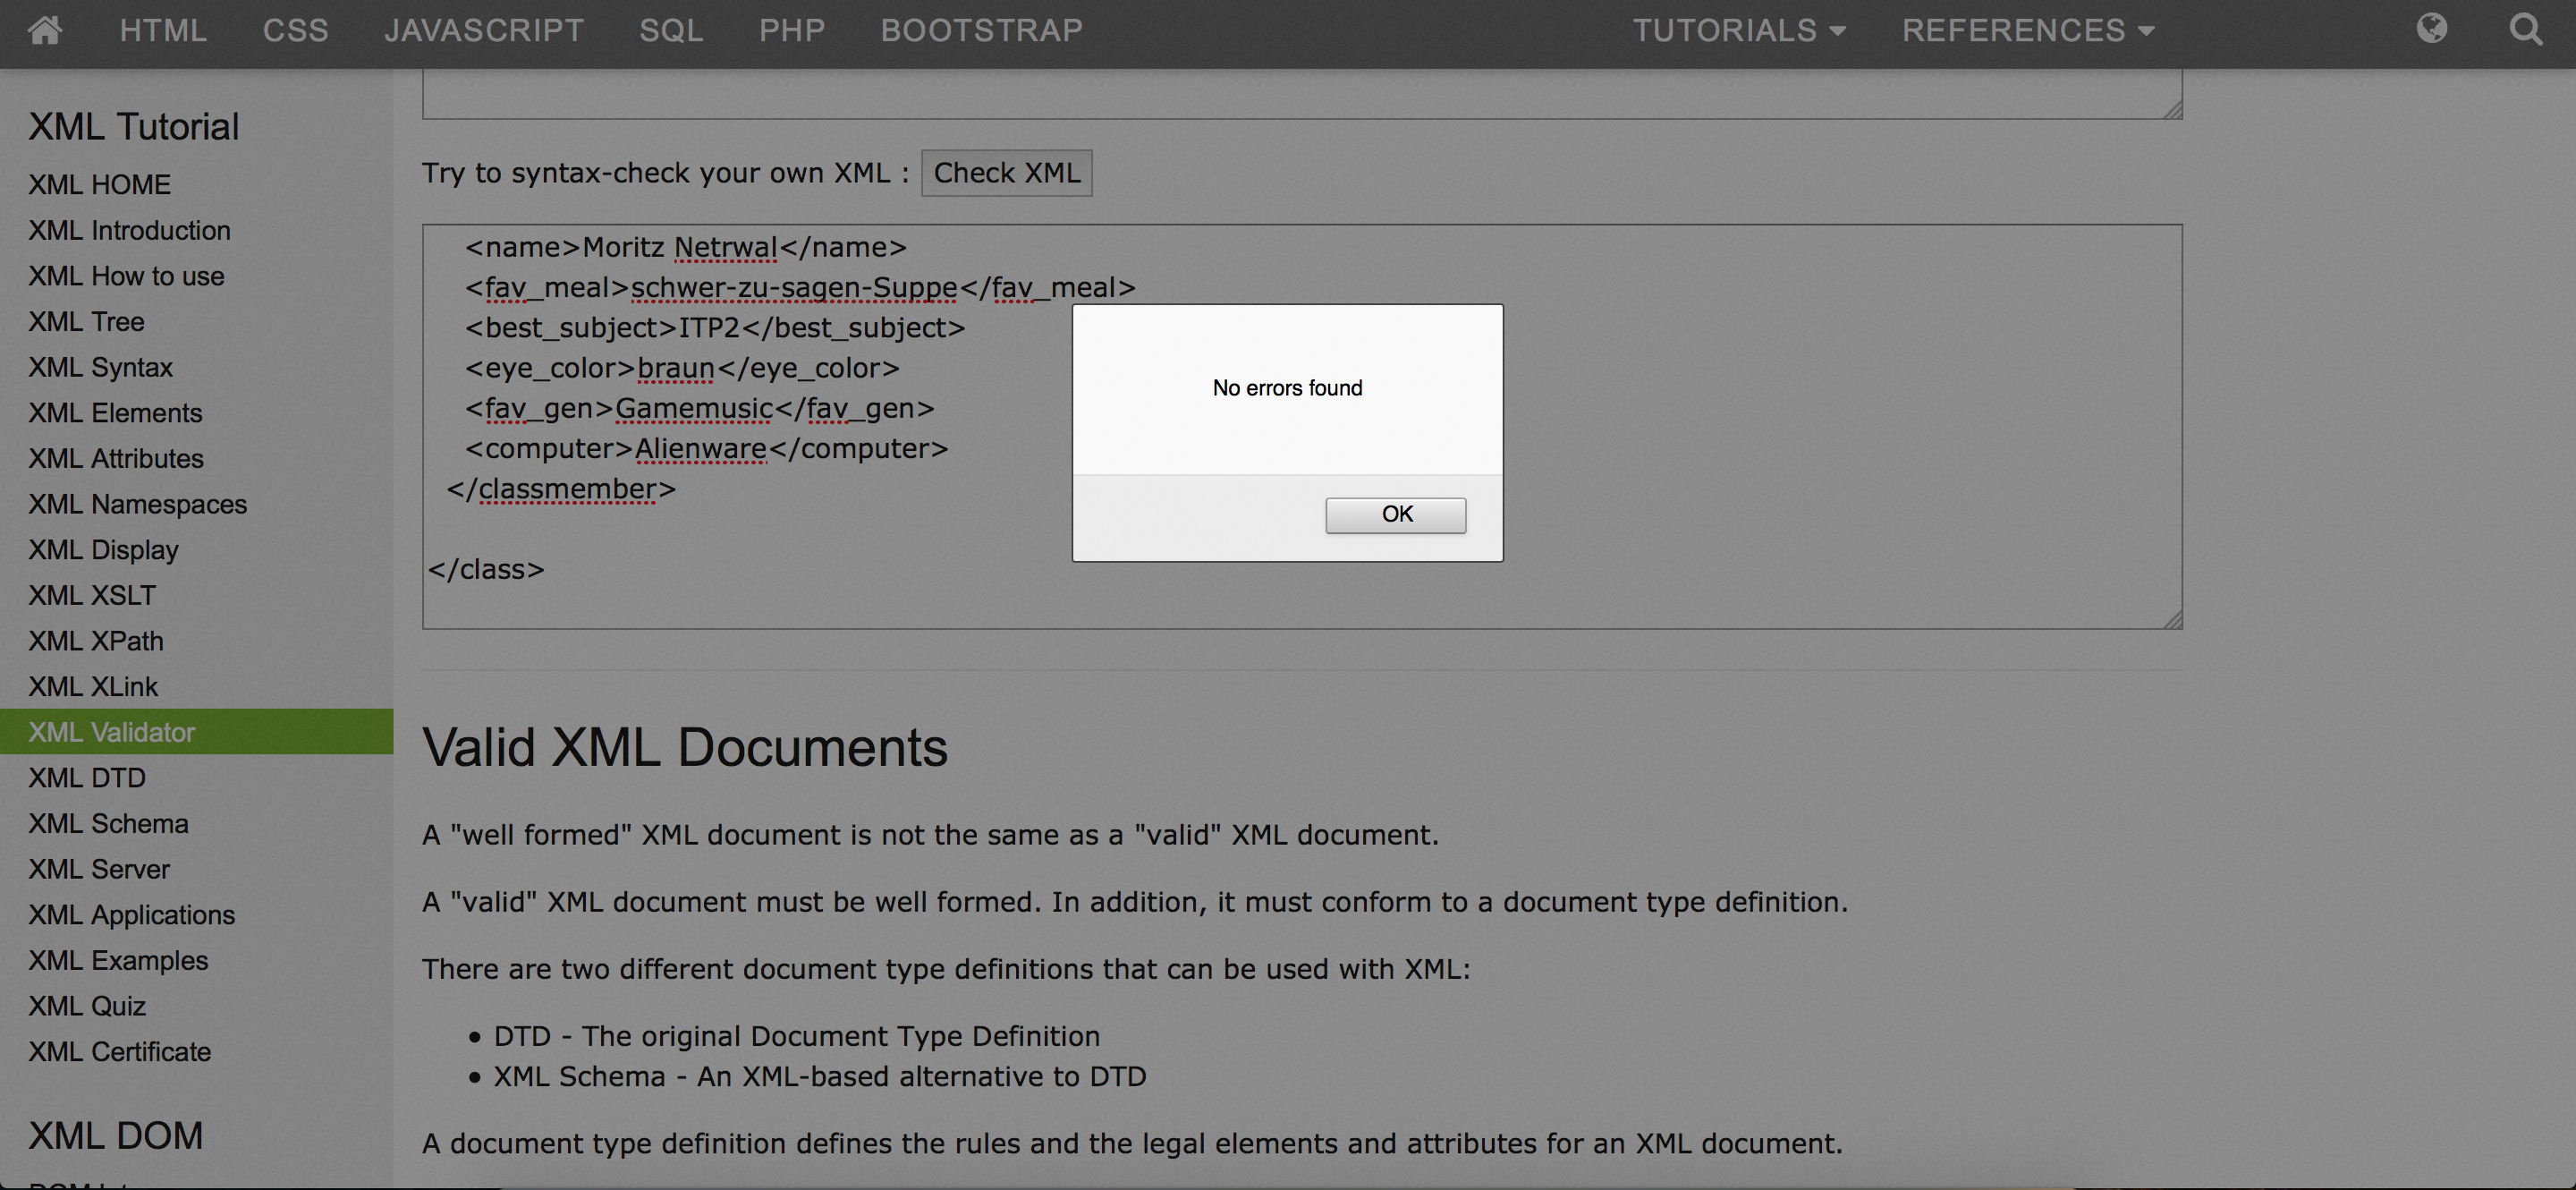 HTML CSS JAVASCRIPT SQL PHP BOOTSTRAP TUTORIALS REFERENCES
XML Tutorial
XML HOME
XML Introduction
XML How to use
XML Tree
XML Syntax
XML Elements
XML Attributes
XML Namespaces
XML Display
XML XSLT
XML XPath
XML XLink
XML Validator
XML DTD
XML Schema
XML Server
XML Applications
XML Examples
XML Quiz
XML Certificate
XML DOM
Try to syntax-check your own XML : Check XML
<name>Moritz Netrwal</name>
<fav_meal>schwer-zu-sagen-Suppe</fav_meal>
<best_subject>ITP2</best_subject>
<eye_color>braun</eye_color>
<fav_gen>Gamemusic</fav_gen>
<computer>Alienware</computer>
</classmember>
</class>
No errors found
OK
Valid XML Documents
A "well formed" XML document is not the same as a "valid" XML document.
A "valid" XML document must be well formed. In addition, it must conform to a document type definition.
There are two different document type definitions that can be used with XML:
• DTD - The original Document Type Definition
• XML Schema - An XML-based alternative to DTD
A document type definition defines the rules and the legal elements and attributes for an XML document.